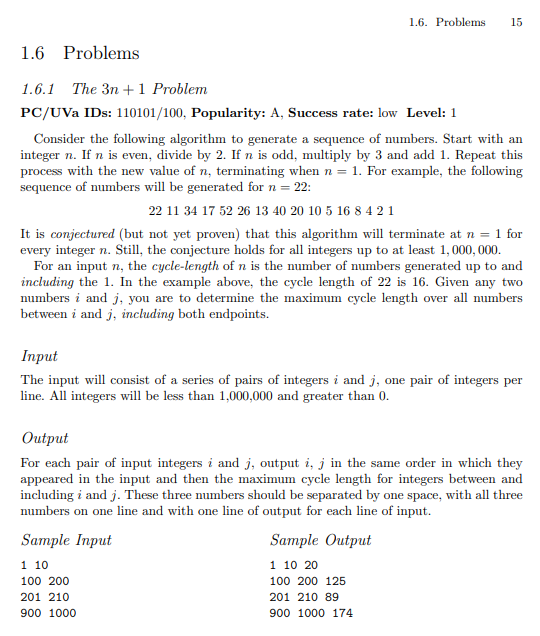 1.6. Problems 15
1.6 Problems
1.6.1 The 3n + 1 Problem
PC/UVa IDs: 110101/100, Popularity: A, Success rate: low Level: 1
Consider the following algorithm to generate a sequence of numbers. Start with an
integer n. If n is even, divide by 2. If n is odd, multiply by 3 and add 1. Repeat this
process with the new value of n, terminating when n = 1. For example, the following
sequence of numbers will be generated for n = 22:
22 11 34 17 52 26 13 40 20 10 5 16 8 4 2 1
It is conjectured (but not yet proven) that this algorithm will terminate at n = 1 for
every integer n. Still, the conjecture holds for all integers up to at least 1,000,000.
For an input n, the cycle-length of n is the number of numbers generated up to and
including the 1. In the example above, the cycle length of 22 is 16. Given any two
numbers i and j, you are to determine the maximum cycle length over all numbers
between i and j, including both endpoints.
Input
The input will consist of a series of pairs of integers i and j, one pair of integers per
line. All integers will be less than 1,000,000 and greater than 0.
Output
For each pair of input integers i and j, output i, j in the same order in which they
appeared in the input and then the maximum cycle length for integers between and
including i and j. These three numbers should be separated by one space, with all three
numbers on one line and with one line of output for each line of input.
Sample Input Sample Output
1 10 1 10 20
100 200 100 200 125
201 210 201 210 89
900 1000 900 1000 174